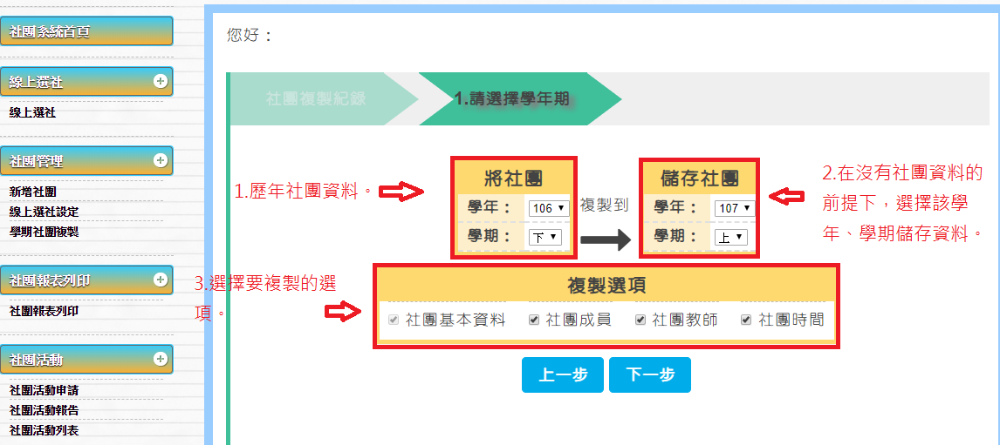 社團系統首頁
線上選社
線上選社
社團管理
新增社團
線上選社設定
學期社團複製
社團報表列印
社團報表列印
社團活動
社團活動申請
社團活動報告
社團活動列表
您好：
社團複製紀錄
1.請選擇學年期
1.歷年社團資料。
將社團
學年： 106
學期： 下
複製到
儲存社團
學年： 107
學期： 上
2.在沒有社團資料的
前提下，選擇該學
年、學期儲存資料。
3.選擇要複製的選
項。
複製選項
社團基本資料 社團成員 社團教師 社團時間
上一步 下一步